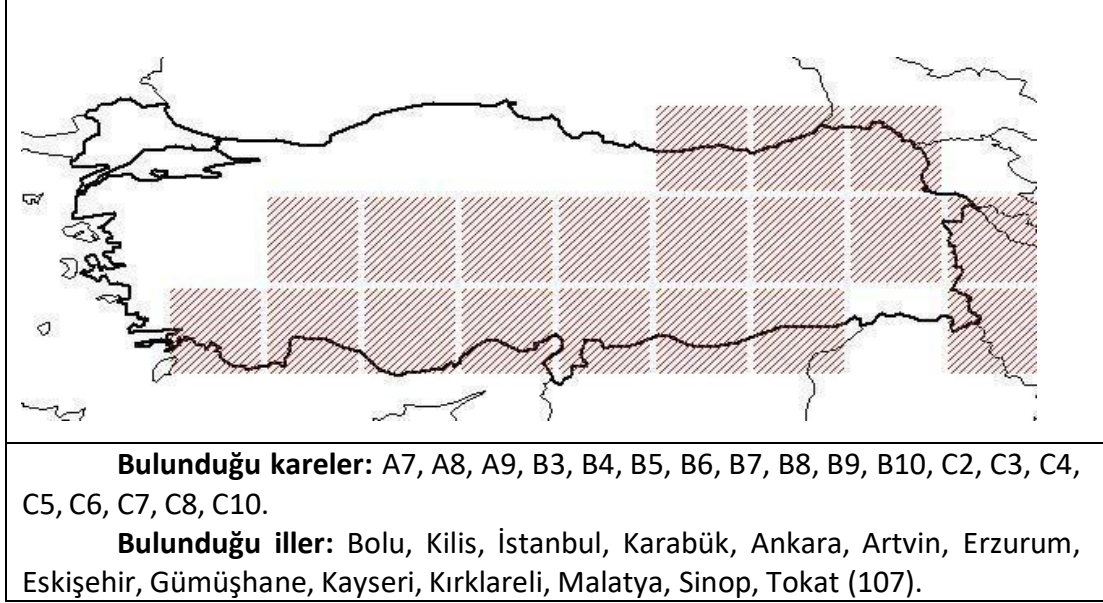 Bulunduğu kareler: A7, A8, A9, B3, B4, B5, B6, B7, B8, B9, B10, C2, C3, C4,
C5, C6, C7, C8, C10.
Bulunduğu iller: Bolu, Kilis, İstanbul, Karabük, Ankara, Artvin, Erzurum,
Eskişehir, Gümüşhane, Kayseri, Kırklareli, Malatya, Sinop, Tokat (107).